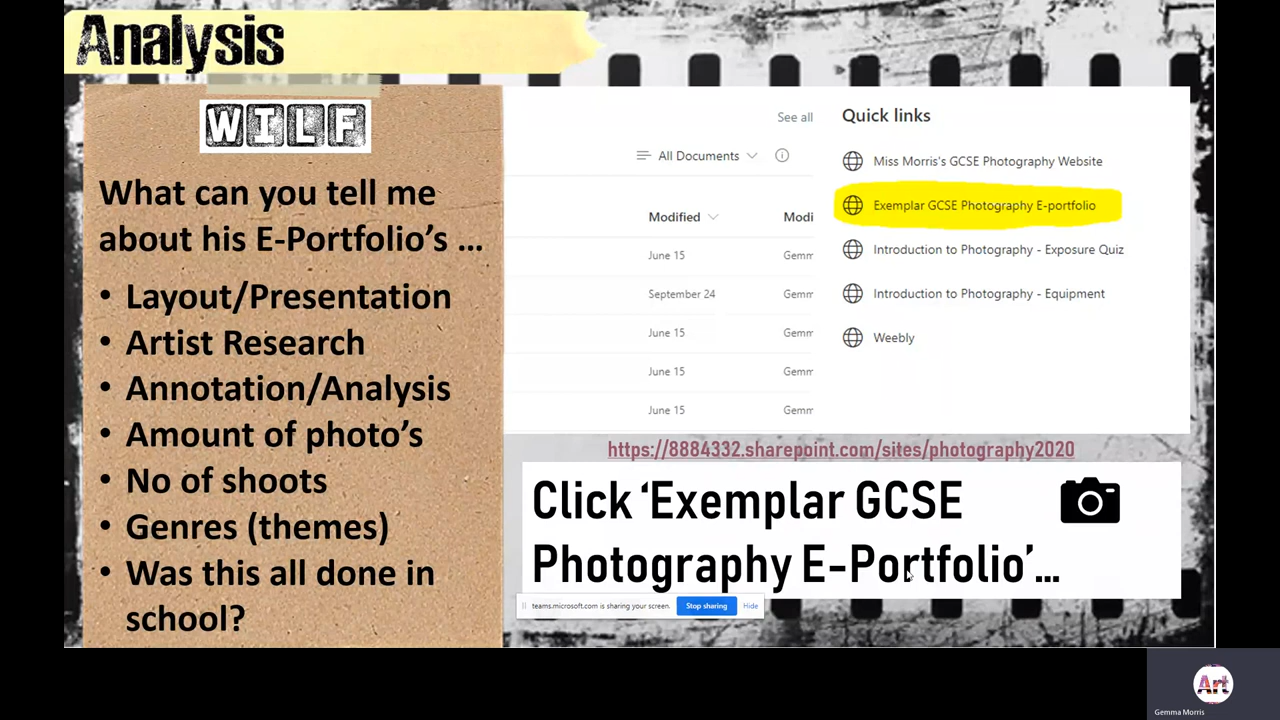 Analysis
WILF
What can you tell me
about his E-Portfolio’s ...
• Layout/Presentation
• Artist Research
• Annotation/Analysis
• Amount of photo’s
• No of shoots
• Genres (themes)
• Was this all done in
school?
See all
All Documents
Modified
Modi
June 15
Gemm
September 24
Gemm
June 15
Gemm
June 15
Gemm
June 15
Gemm
Quick links
Miss Morris's GCSE Photography Website
Exemplar GCSE Photography E-portfolio
Introduction to Photography - Exposure Quiz
Introduction to Photography - Equipment
Weebly
https://8884332.sharepoint.com/sites/photography2020
Click ‘Exemplar GCSE
Photography E-Portfolio’...
teams.microsoft.com is sharing your screen.
Stop sharing
Hide
Art
Gemma Morris